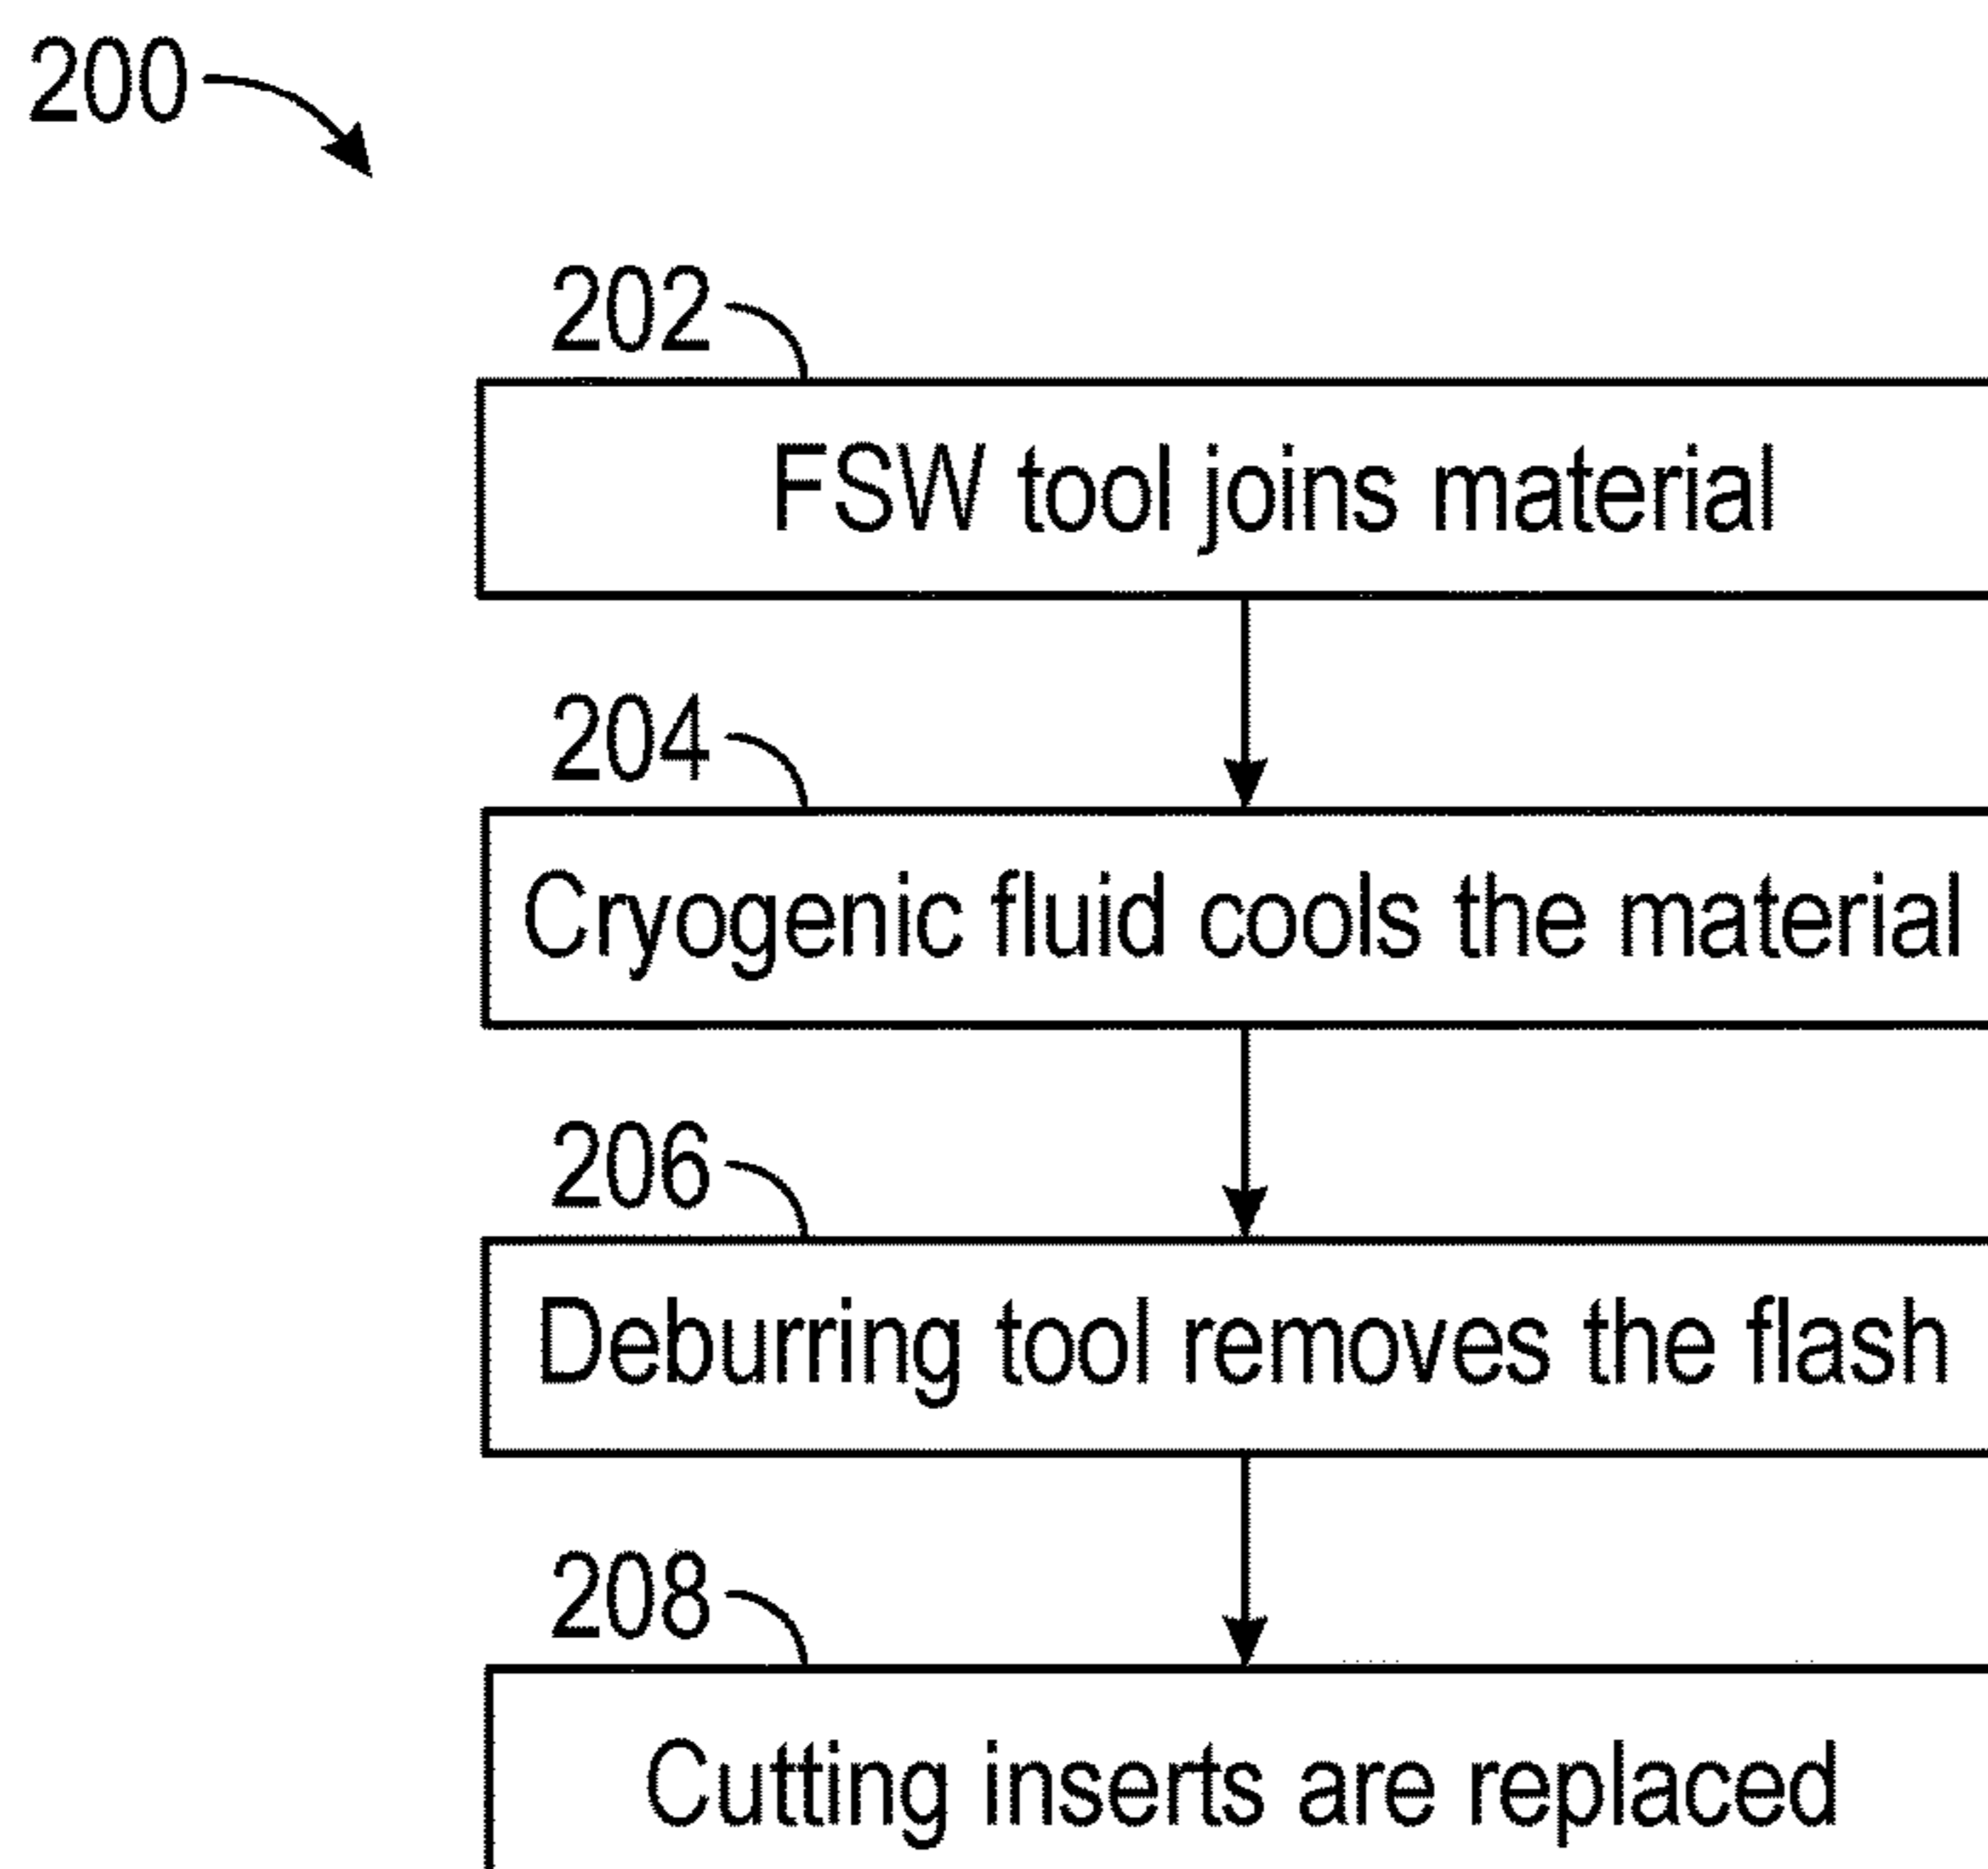 200
202
FSW tool joins material
204
Cryogenic fluid cools the material
206
Deburring tool removes the flash
208
Cutting inserts are replaced